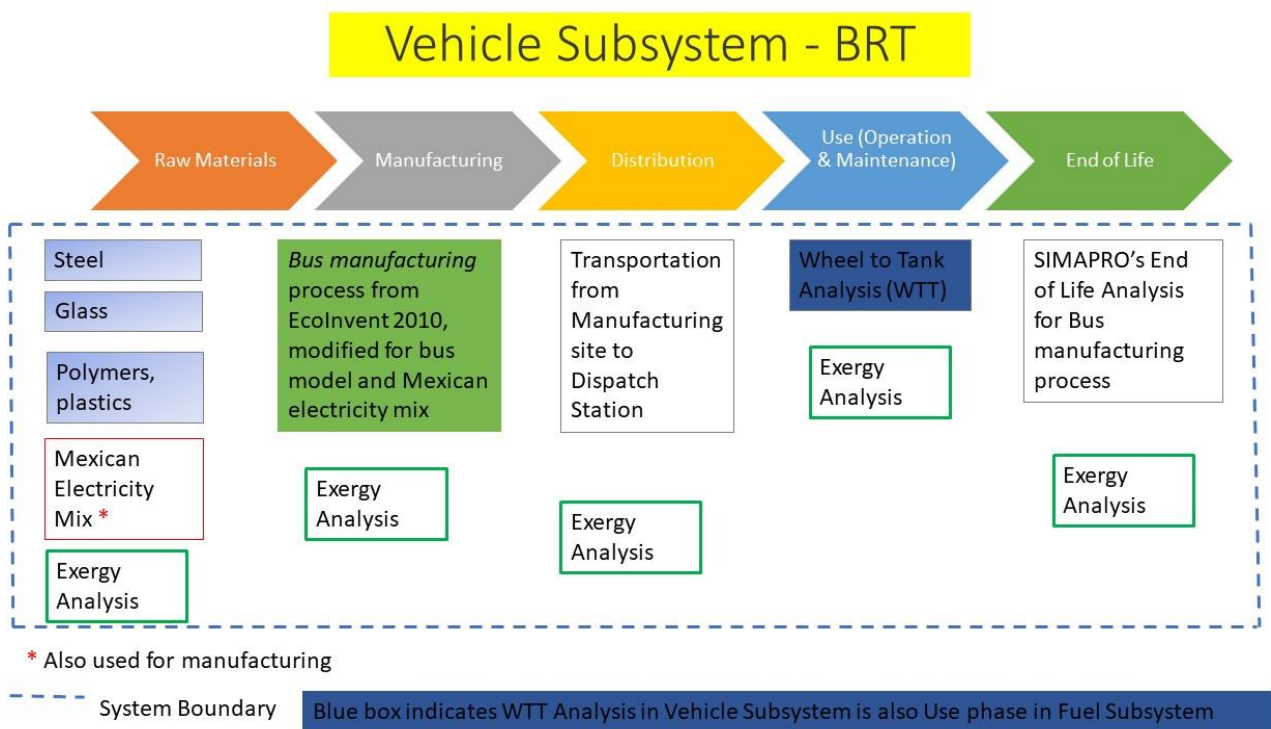 Vehicle Subsystem - BRT
Raw Materials
Manufacturing
Distribution
Use (Operation
& Maintenance)
End of Life
Steel
Glass
Polymers,
plastics
Mexican
Electricity
Mix *
Exergy
Analysis
Bus manufacturing
process from
EcoInvent 2010,
modified for bus
model and Mexican
electricity mix
Exergy
Analysis
Transportation
from
Manufacturing
site to
Dispatch
Station
Exergy
Analysis
Wheel to Tank
Analysis (WTT)
Exergy
Analysis
SIMAPRO's End
of Life Analysis
for Bus
manufacturing
process
Exergy
Analysis
* Also used for manufacturing
System Boundary
Blue box indicates WTT Analysis in Vehicle Subsystem is also Use phase in Fuel Subsystem